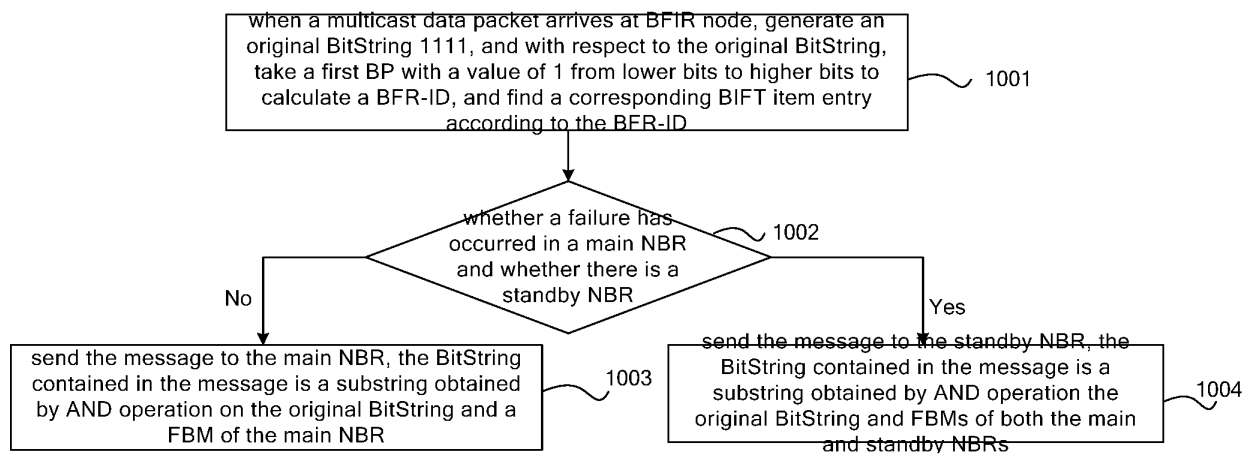 when a multicast data packet arrives at BFIR node, generate an
original BitString 1111, and with respect to the original BitString,
take a first BP with a value of 1 from lower bits to higher bits to
calculate a BFR-ID, and find a corresponding BIFT item entry
according to the BFR-ID
1001
whether a failure has
occurred in a main NBR
and whether there is a
standby NBR
1002
No
Yes
send the message to the main NBR, the BitString
contained in the message is a substring obtained
by AND operation on the original BitString and a
FBM of the main NBR
1003
send the message to the standby NBR, the
BitString contained in the message is a
substring obtained by AND operation the
original BitString and FBMs of both the main
and standby NBRs
1004